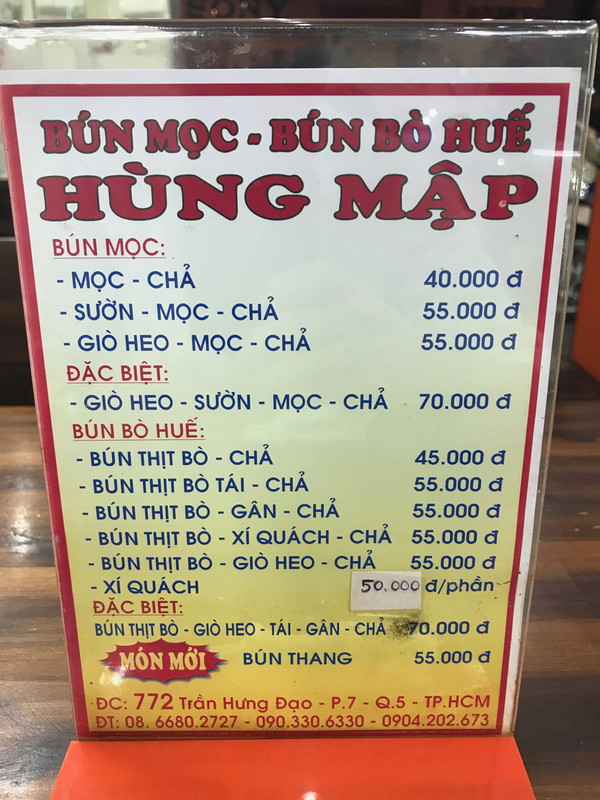 SONY
BÚN MỌC - BÚN BÒ HUẾ
HÙNG MẬP
BÚN MỌC:
- MỌC - CHẢ 40.000 đ
- SƯỜN - MỌC - CHẢ 55.000 đ
- GIÒ HEO - MỌC - CHẢ 55.000 đ
ĐẶC BIỆT:
- GIÒ HEO - SƯỜN - MỌC - CHẢ 70.000 đ
BÚN BÒ HUẾ:
- BÚN THỊT BÒ - CHẢ 45.000 đ
- BÚN THỊT BÒ TÁI - CHẢ 55.000 đ
- BÚN THỊT BÒ - GÂN - CHẢ 55.000 đ
- BÚN THỊT BÒ - XÍ QUÁCH - CHẢ 55.000 đ
- BÚN THỊT BÒ - GIÒ HEO - CHẢ 55.000 đ
- XÍ QUÁCH 50.000 đ/phần
ĐẶC BIỆT:
BÚN THỊT BÒ - GIÒ HEO - TÁI - GÂN - CHẢ 70.000 đ
MÓN MỚI BÚN THANG 55.000 đ
ĐC: 772 Trần Hưng Đạo - P.7 - Q.5 - TP.HCM
ĐT: 08. 6680.2727 - 090.330.6330 - 0904.202.673